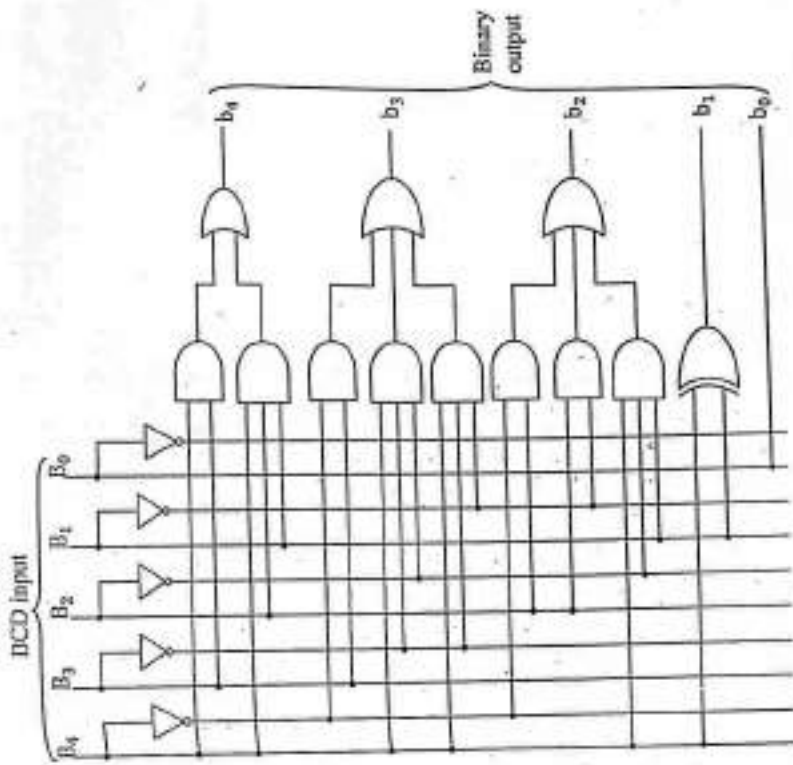 BCD input
B₄ B₃ B₂ B₁ B₀
b₄
b₃
b₂
b₁
b₀
Binary
output